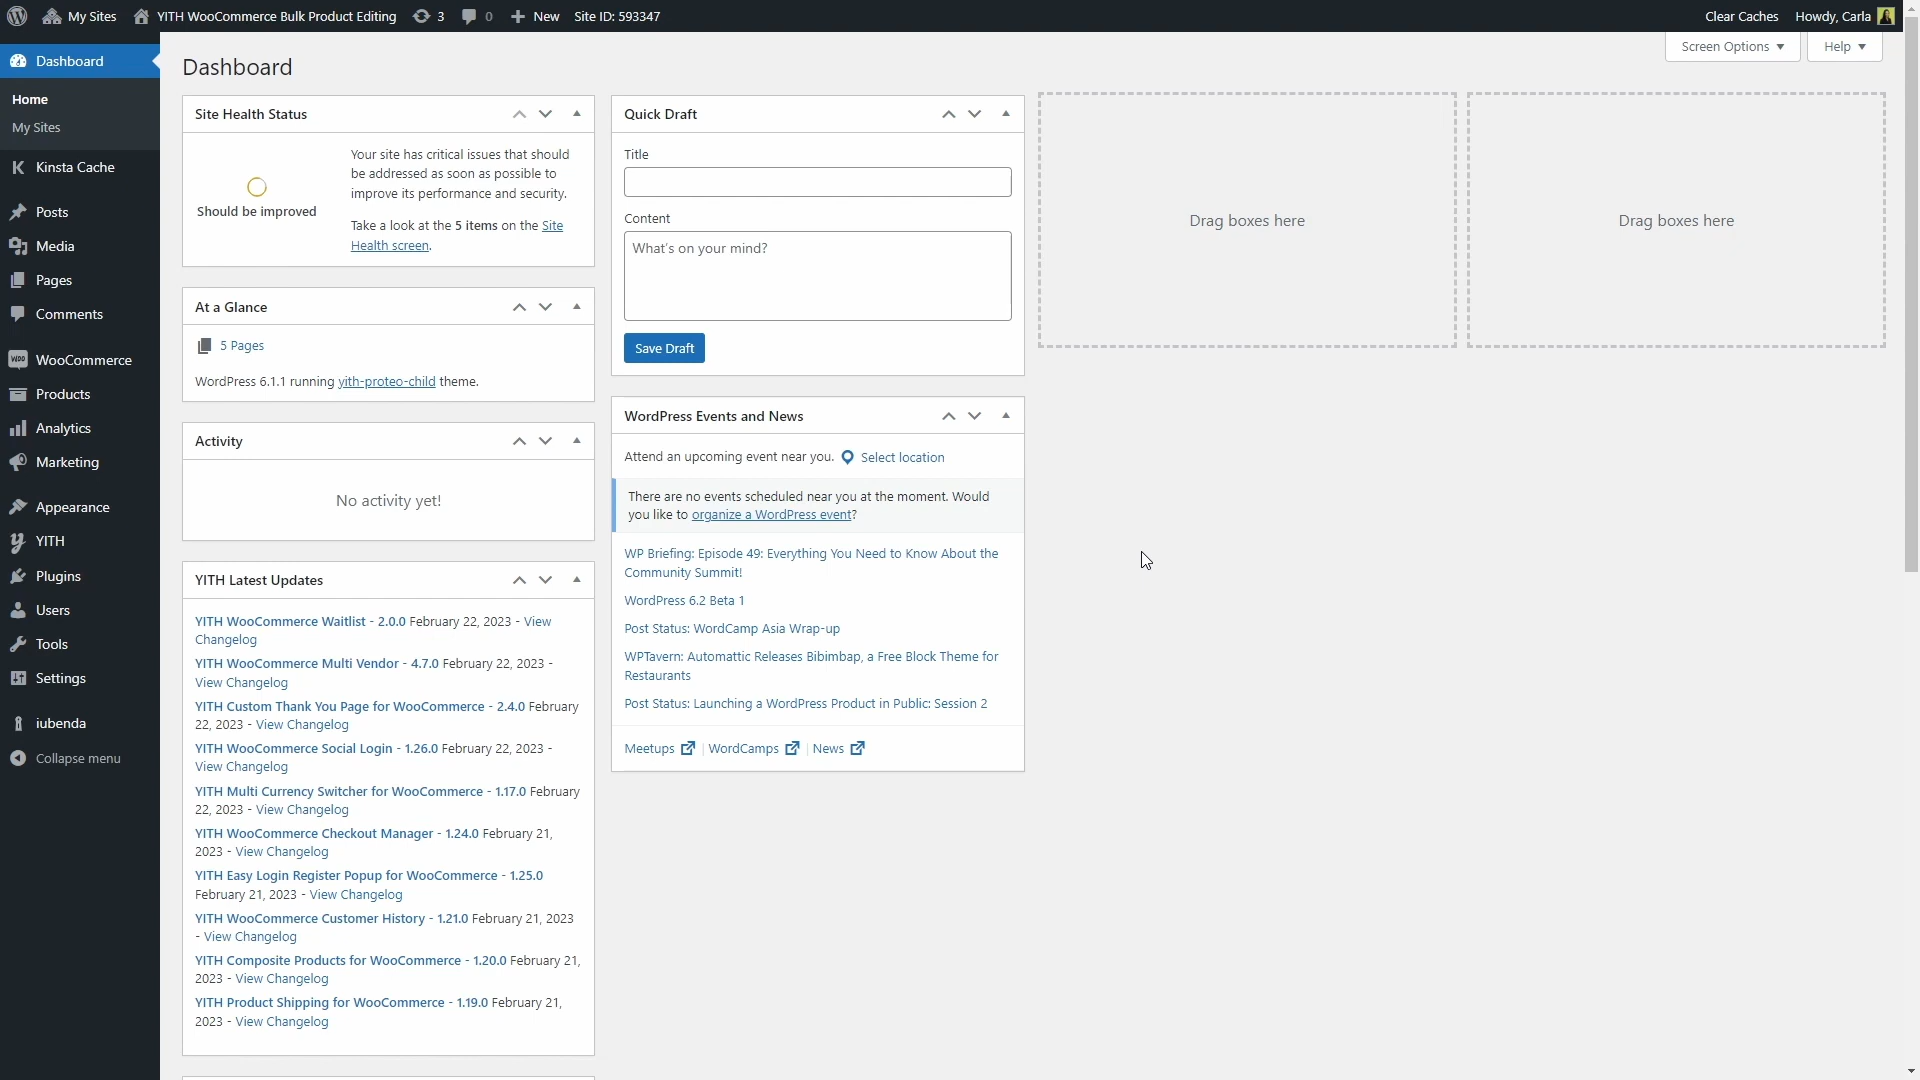 My Sites
YITH WooCommerce Bulk Product Editing
3
0
New
Site ID: 593347
Clear Caches
Howdy, Carla
Screen Options
Help
Dashboard
Home
My Sites
Kinsta Cache
Posts
Media
Pages
Comments
WooCommerce
Products
Analytics
Marketing
Appearance
YITH
Plugins
Users
Tools
Settings
iubenda
Collapse menu
Dashboard
Site Health Status
Should be improved
Your site has critical issues that should
be addressed as soon as possible to
improve its performance and security.
Take a look at the 5 items on the Site
Health screen.
At a Glance
5 Pages
WordPress 6.1.1 running yith-proteo-child theme.
Activity
No activity yet!
YITH Latest Updates
YITH WooCommerce Waitlist - 2.0.0 February 22, 2023 - View
Changelog
YITH WooCommerce Multi Vendor - 4.7.0 February 22, 2023 -
View Changelog
YITH Custom Thank You Page for WooCommerce - 2.4.0 February
22, 2023 - View Changelog
YITH WooCommerce Social Login - 1.26.0 February 22, 2023 -
View Changelog
YITH Multi Currency Switcher for WooCommerce - 1.17.0 February
22, 2023 - View Changelog
YITH WooCommerce Checkout Manager - 1.24.0 February 21,
2023 - View Changelog
YITH Easy Login Register Popup for WooCommerce - 1.25.0
February 21, 2023 - View Changelog
YITH WooCommerce Customer History - 1.21.0 February 21, 2023
- View Changelog
YITH Composite Products for WooCommerce - 1.20.0 February 21,
2023 - View Changelog
YITH Product Shipping for WooCommerce - 1.19.0 February 21,
2023 - View Changelog
Quick Draft
Title
Content
What's on your mind?
Save Draft
WordPress Events and News
Attend an upcoming event near you. Select location
There are no events scheduled near you at the moment. Would
you like to organize a WordPress event?
WP Briefing: Episode 49: Everything You Need to Know About the
Community Summit!
WordPress 6.2 Beta 1
Post Status: WordCamp Asia Wrap-up
WPTavern: Automattic Releases Bibimbap, a Free Block Theme for
Restaurants
Post Status: Launching a WordPress Product in Public: Session 2
Meetups | WordCamps | News
Drag boxes here
Drag boxes here